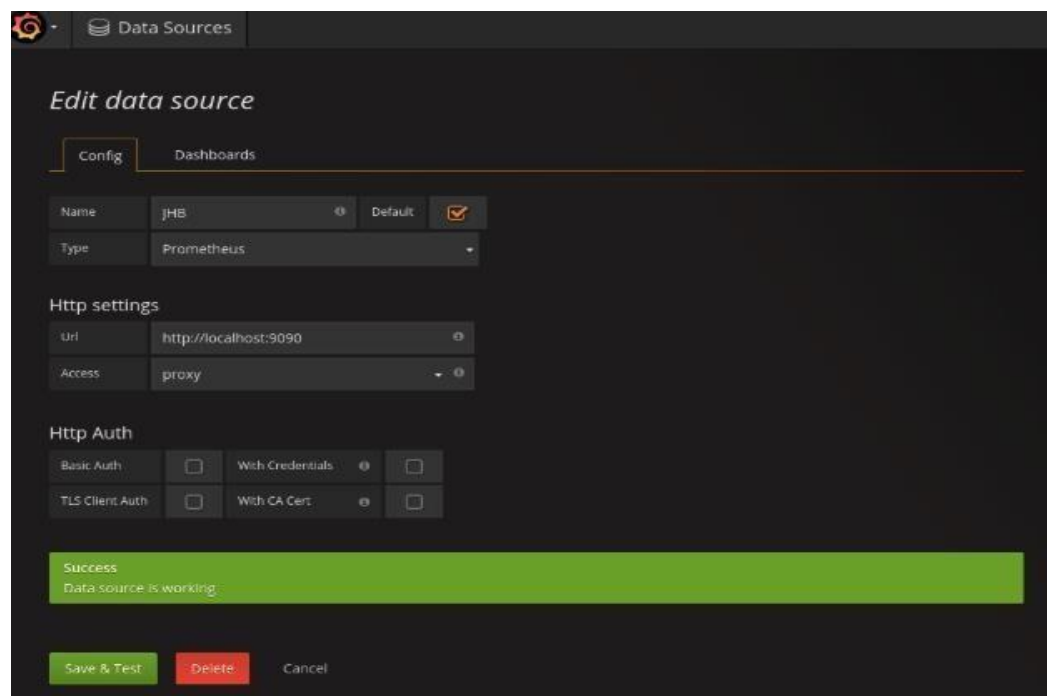 Data Sources
Edit data source
Config Dashboards
Name JHB Default
Type Prometheus
Http settings
Url http://localhost:9090
Access proxy
Http Auth
Basic Auth With Credentials
TLS Client Auth With CA Cert
Success
Data source is working
Save & Test Delete Cancel